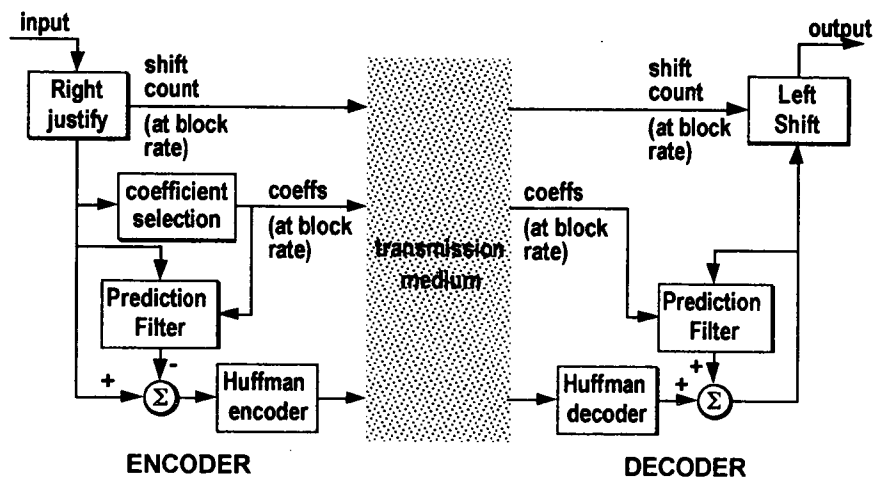 input
Right
justify
shift
count
(at block
rate)
coefficient
selection
coeffs
(at block
rate)
Prediction
Filter
+
-
Σ
Huffman
encoder
ENCODER
transmission
medium
shift
count
(at block
rate)
output
Left
Shift
coeffs
(at block
rate)
Prediction
Filter
+
+
Σ
Huffman
decoder
DECODER